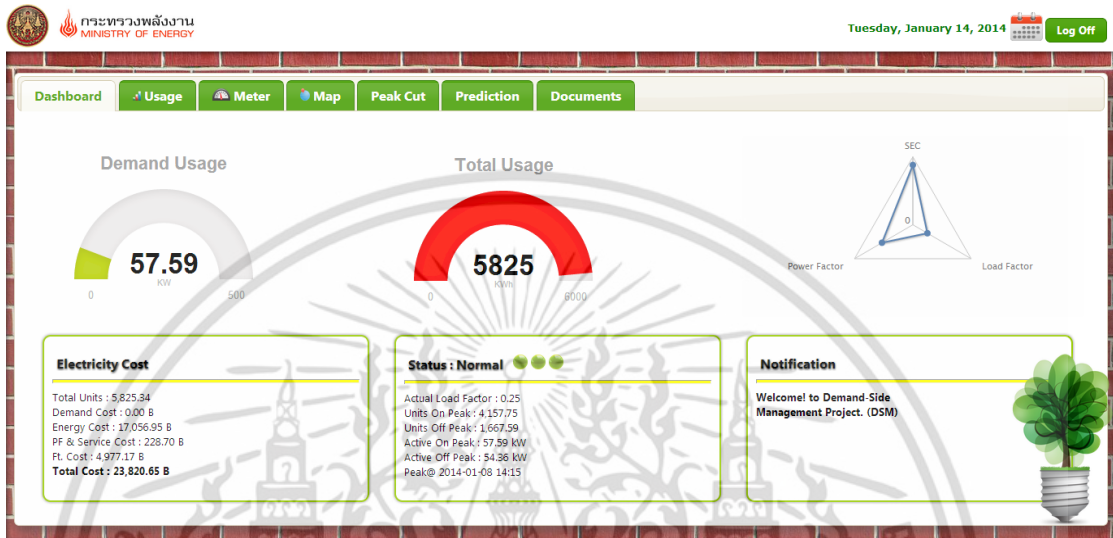 กระทรวงพลังงาน
MINISTRY OF ENERGY
Tuesday, January 14, 2014
Log Off
Dashboard
Usage
Meter
Map
Peak Cut
Prediction
Documents
Demand Usage
57.59
KW
0
500
Total Usage
5825
KWh
0
6000
SEC
0
Power Factor
Load Factor
Electricity Cost
Total Units : 5,825.34
Demand Cost : 0.00 B
Energy Cost : 17,056.95 B
PF & Service Cost : 228.70 B
Ft. Cost : 4,977.17 B
Total Cost : 23,820.65 B
Status : Normal
Actual Load Factor : 0.25
Units On Peak : 4,157.75
Units Off Peak : 1,667.59
Active On Peak : 57.59 kW
Active Off Peak : 54.36 kW
Peak@ 2014-01-08 14:15
Notification
Welcome! to Demand-Side
Management Project. (DSM)